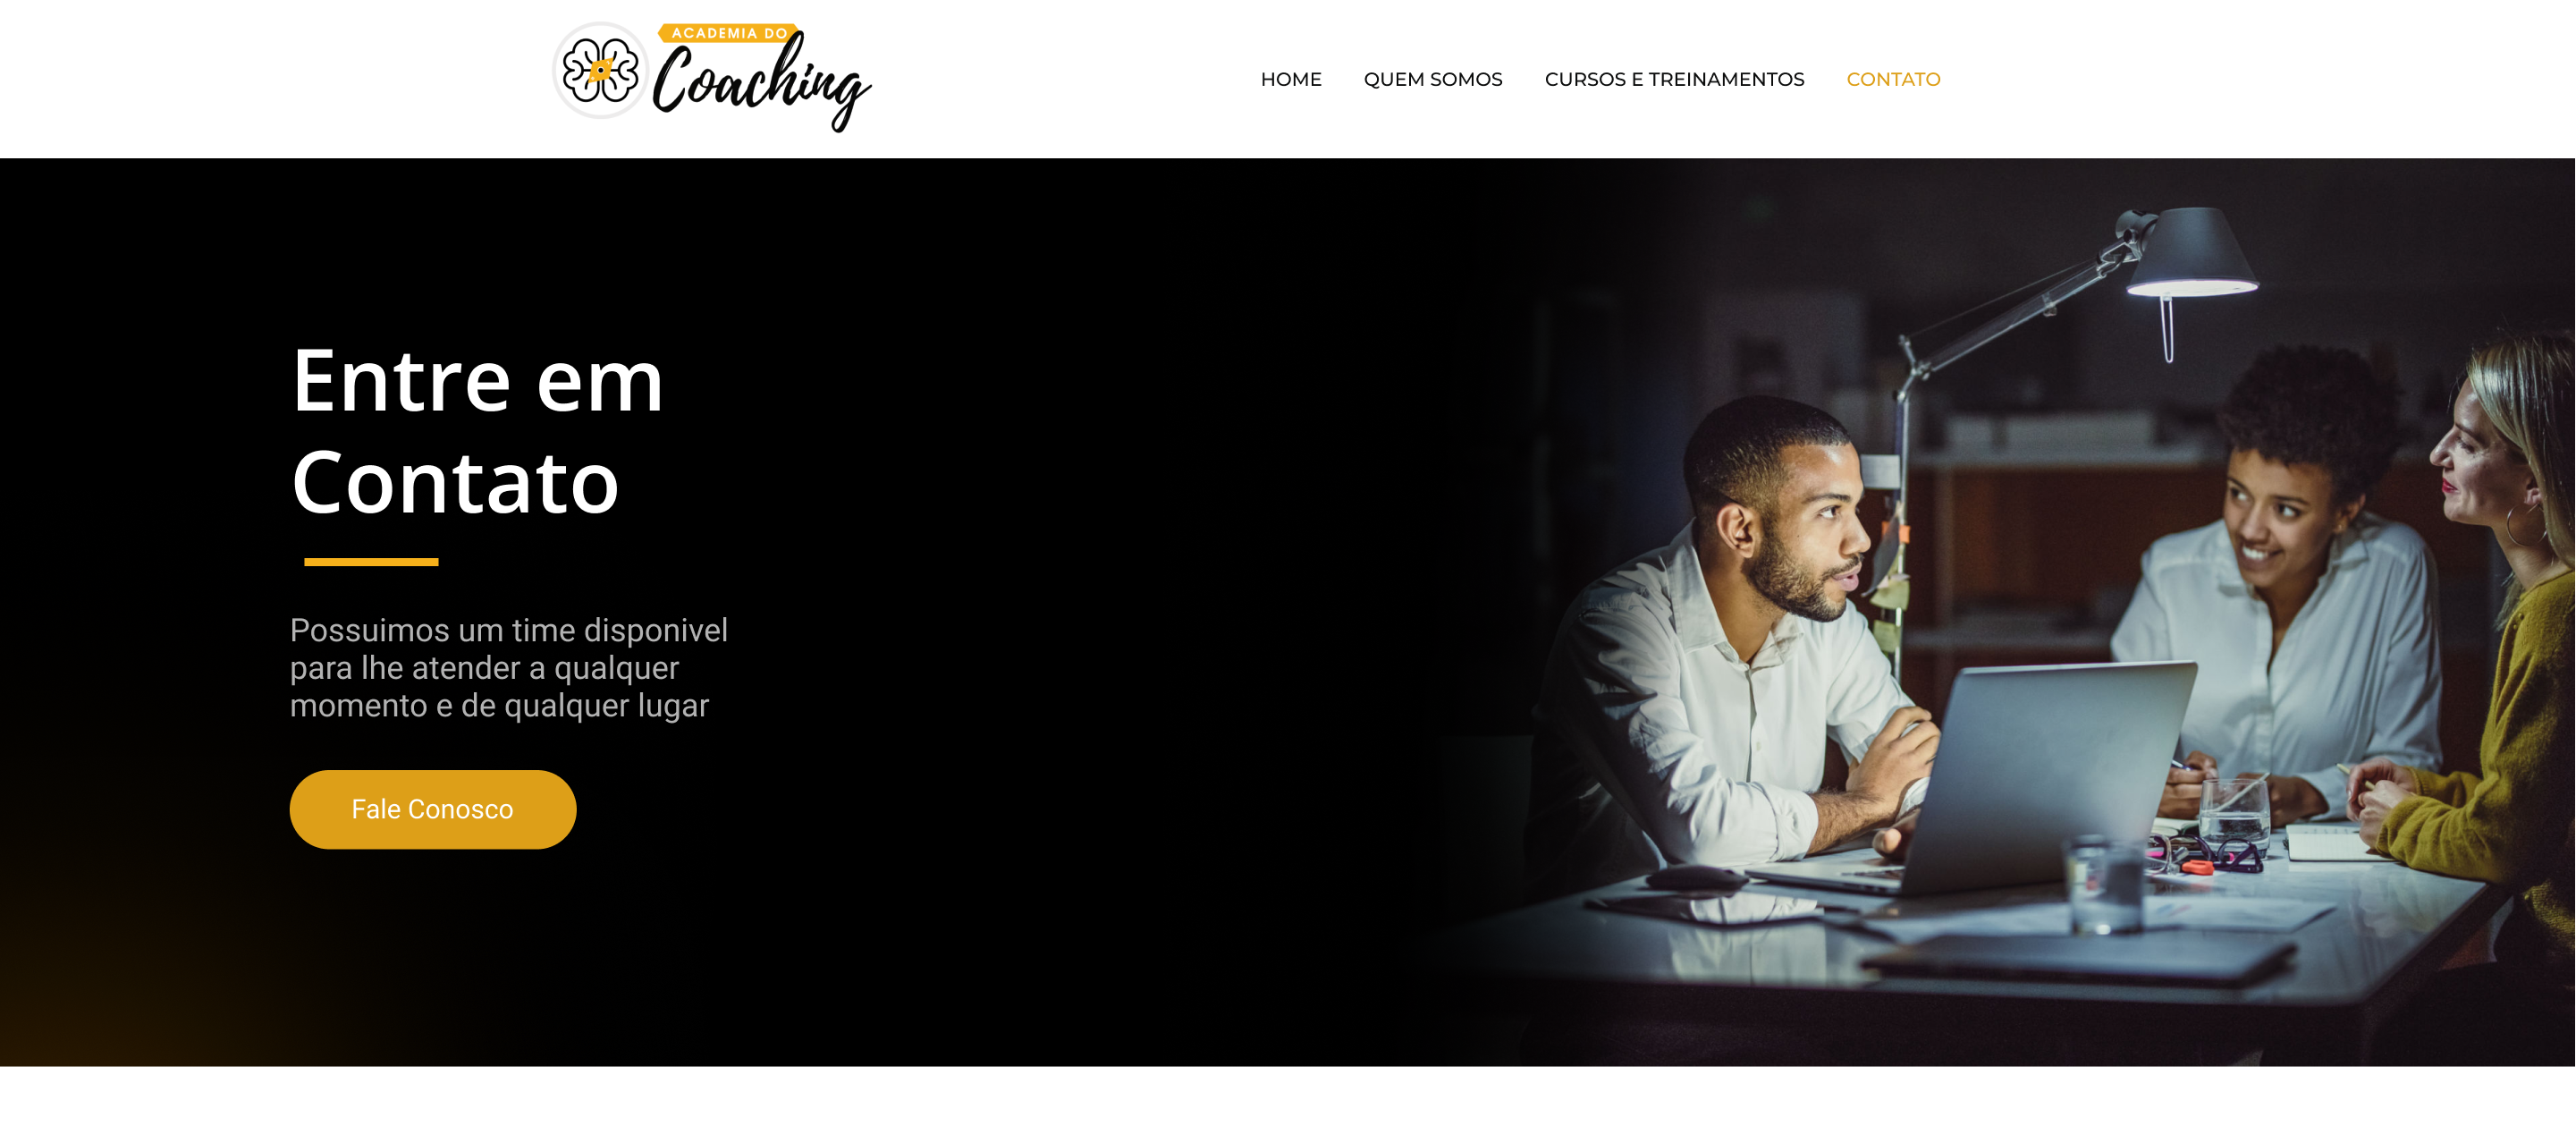 ACADEMIA DO
Coaching
HOME
QUEM SOMOS
CURSOS E TREINAMENTOS
CONTATO
Entre em
Contato
Possuimos um time disponivel
para lhe atender a qualquer
momento e de qualquer lugar
Fale Conosco